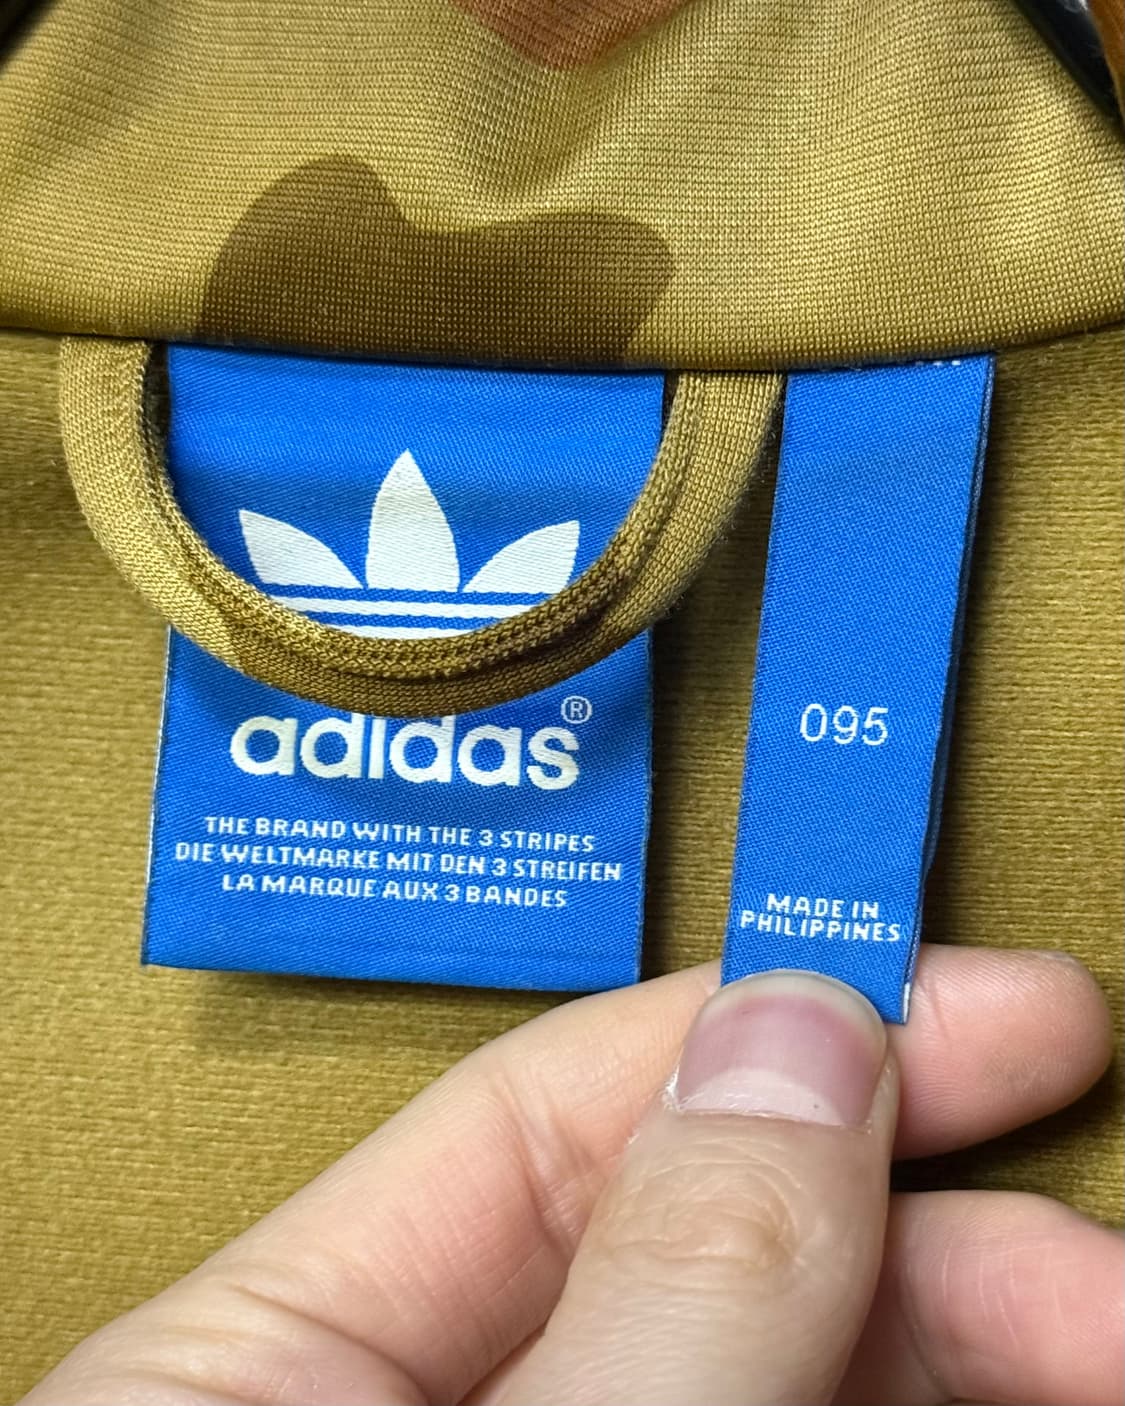 adidas®
THE BRAND WITH THE 3 STRIPES
DIE WELTMARKE MIT DEN 3 STREIFEN
LA MARQUE AUX 3 BANDES
095
MADE IN
PHILIPPINES